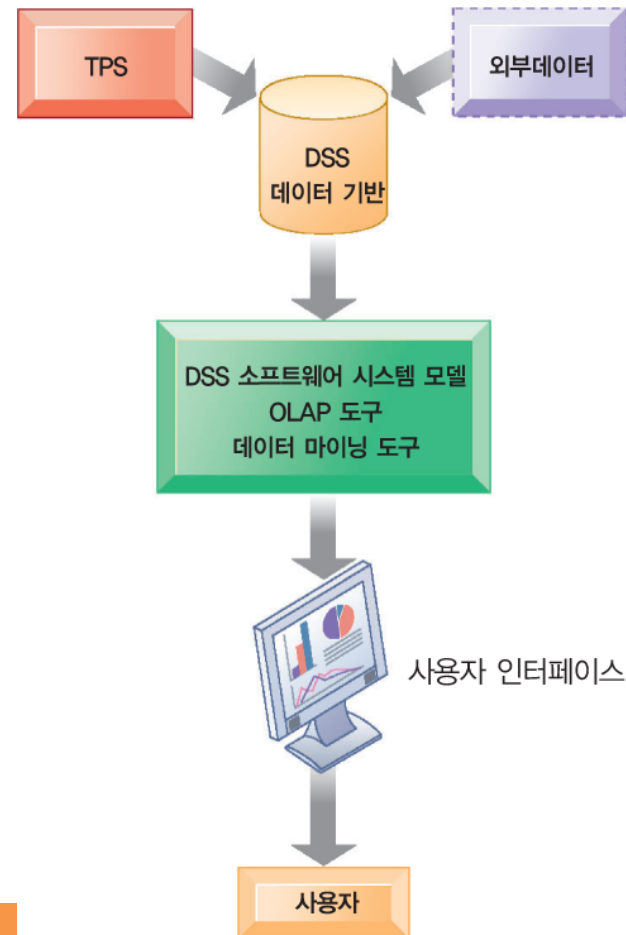 TPS
외부데이터
DSS
데이터 기반
DSS 소프트웨어 시스템 모델
OLAP 도구
데이터 마이닝 도구
사용자 인터페이스
사용자